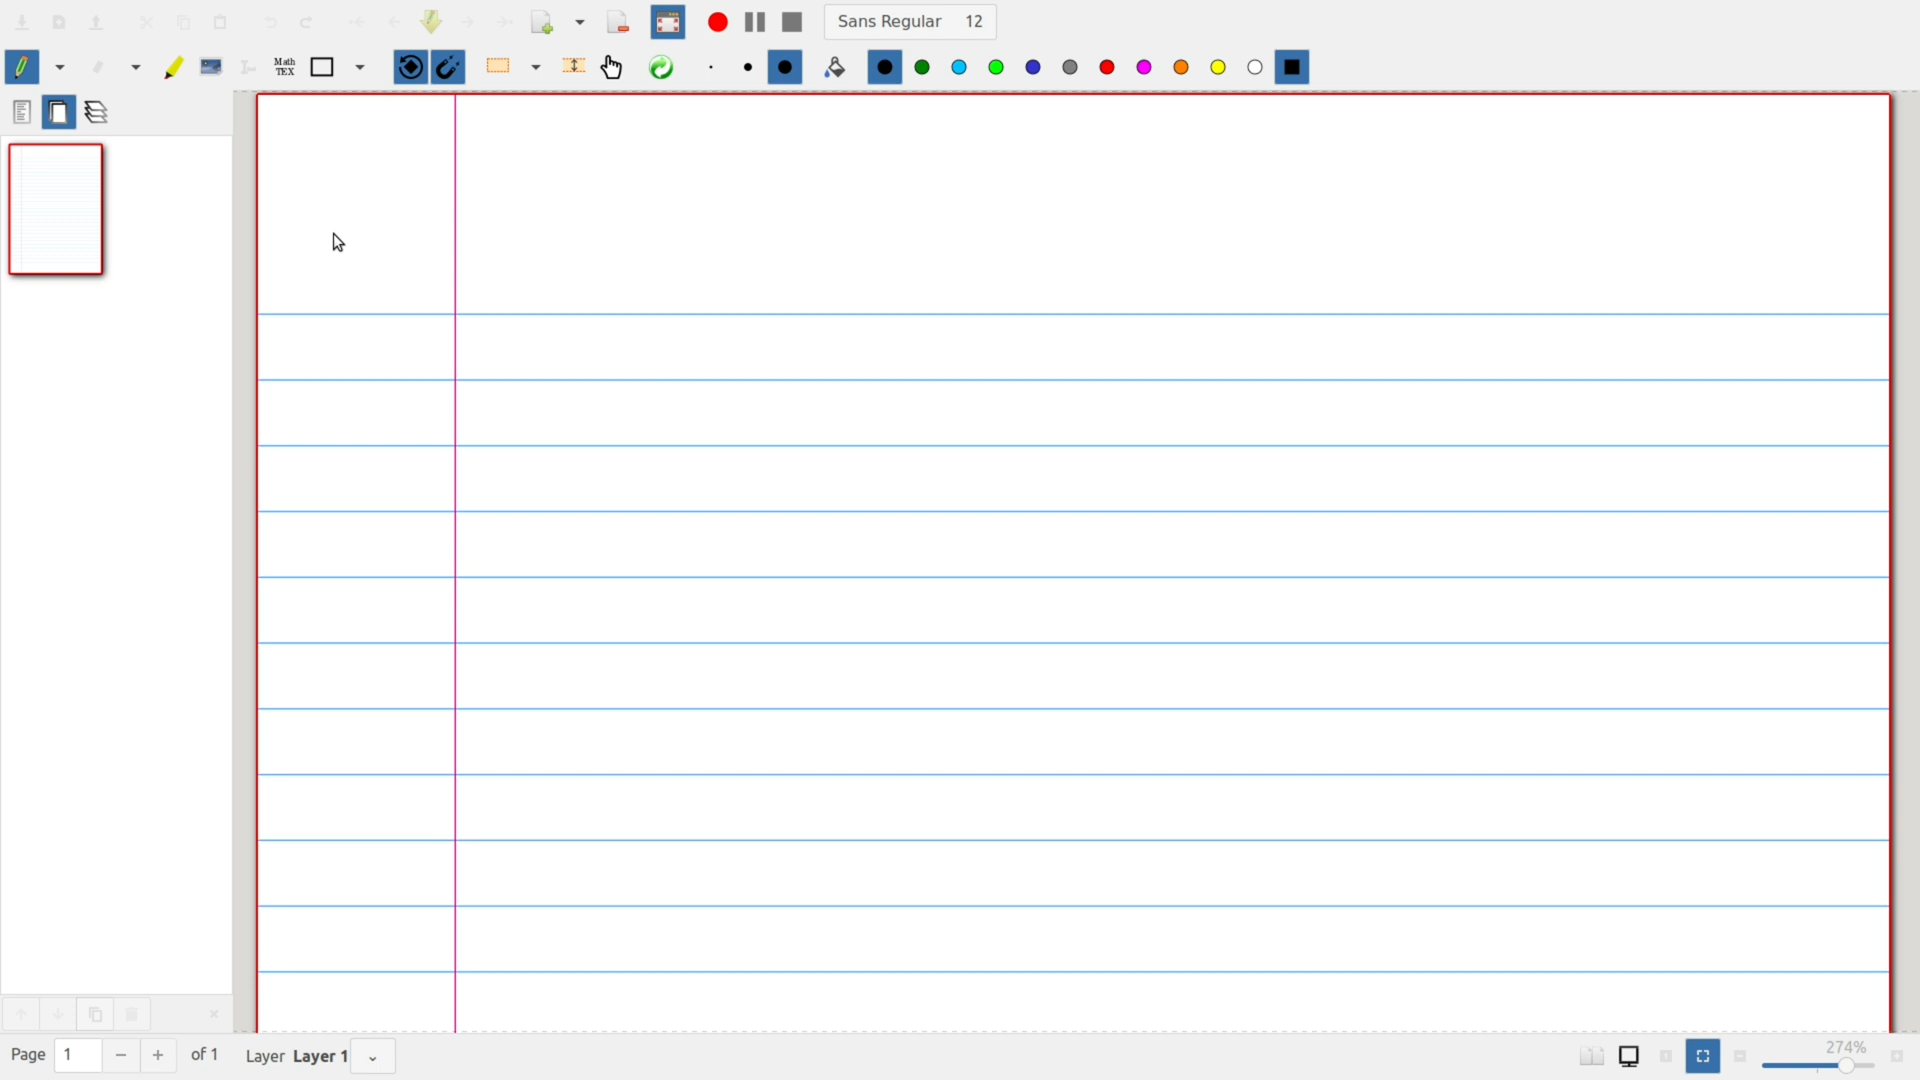 Sans Regular 12
Math
TEX
Page 1 of 1 Layer Layer 1
274%